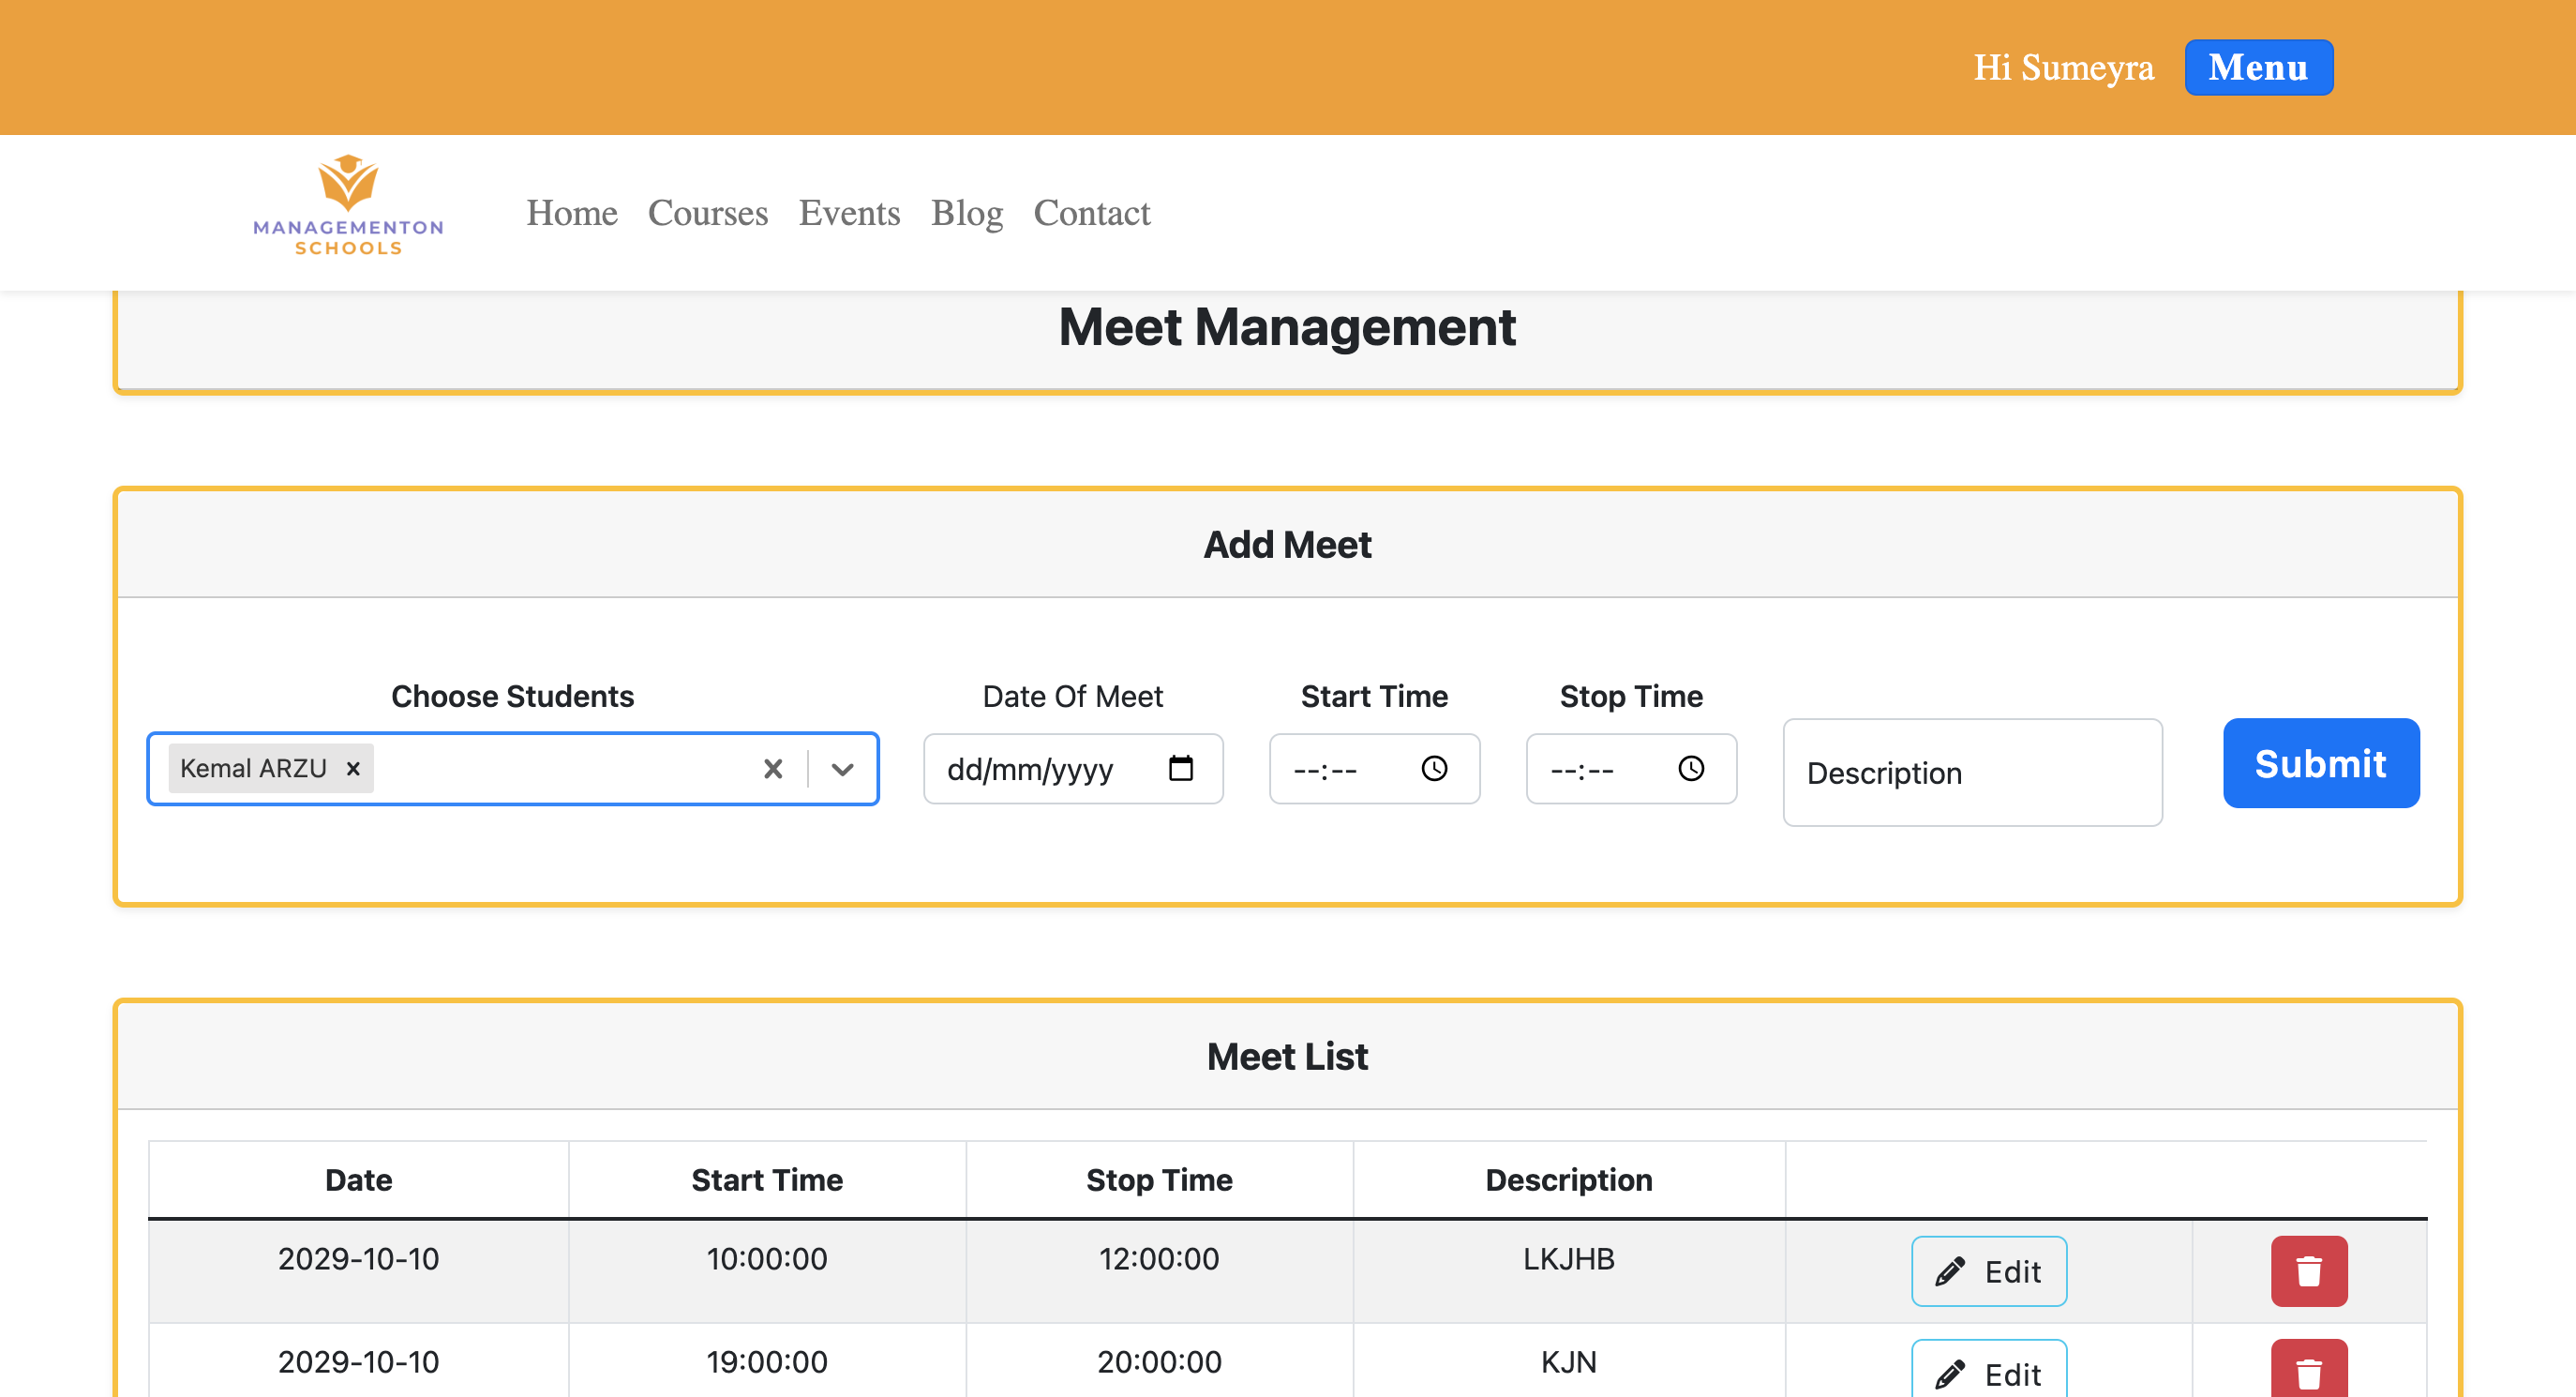 Hi Sumeyra Menu
MANAGEMENTON
SCHOOLS
Home Courses Events Blog Contact
Meet Management
Add Meet
Choose Students Date Of Meet Start Time Stop Time
Kemal ARZU dd/mm/yyyy --:-- --:-- Description Submit
Meet List
Date Start Time Stop Time Description
2029-10-10 10:00:00 12:00:00 LKJHB Edit
2029-10-10 19:00:00 20:00:00 KJN Edit